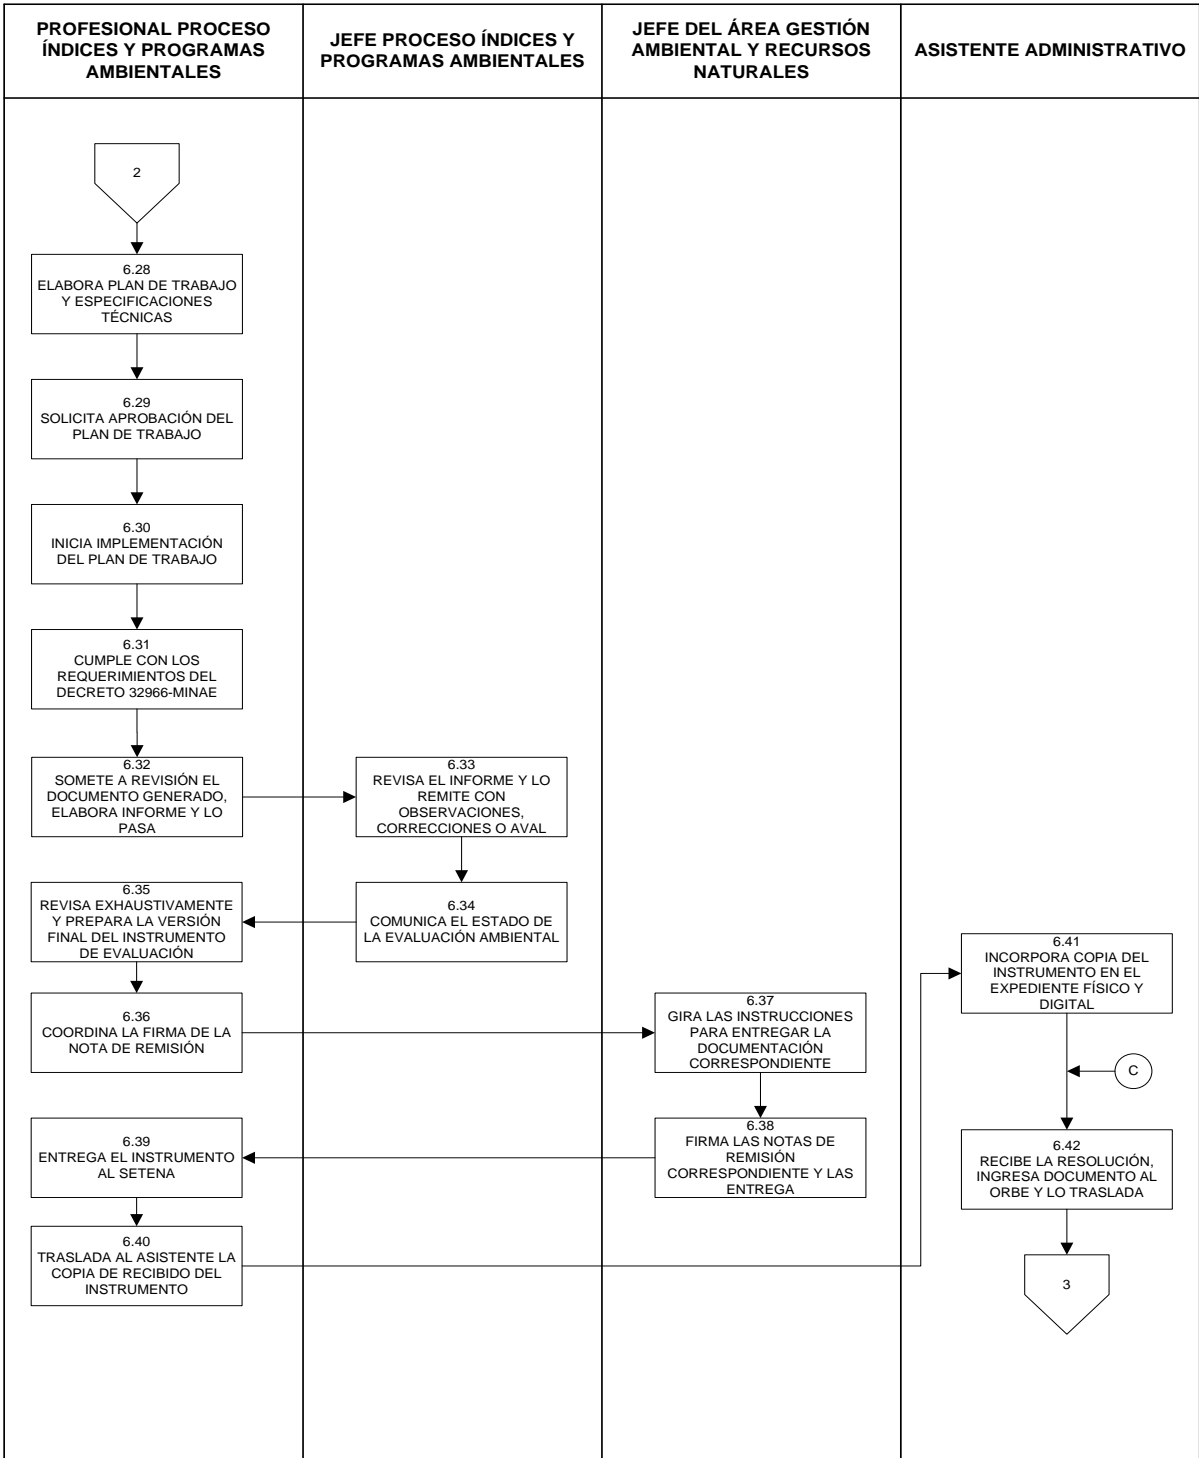 PROFESIONAL PROCESO
ÍNDICES Y PROGRAMAS
AMBIENTALES
JEFE PROCESO ÍNDICES Y
PROGRAMAS AMBIENTALES
JEFE DEL ÁREA GESTIÓN
AMBIENTAL Y RECURSOS
NATURALES
ASISTENTE ADMINISTRATIVO
2
6.28
ELABORA PLAN DE TRABAJO
Y ESPECIFICACIONES
TÉCNICAS
6.29
SOLICITA APROBACIÓN DEL
PLAN DE TRABAJO
6.30
INICIA IMPLEMENTACIÓN
DEL PLAN DE TRABAJO
6.31
CUMPLE CON LOS
REQUERIMIENTOS DEL
DECRETO 32966-MINAE
6.32
SOMETE A REVISIÓN EL
DOCUMENTO GENERADO,
ELABORA INFORME Y LO
PASA
6.33
REVISA EL INFORME Y LO
REMITE CON
OBSERVACIONES,
CORRECCIONES O AVAL
6.34
COMUNICA EL ESTADO DE
LA EVALUACIÓN AMBIENTAL
6.35
REVISA EXHAUSTIVAMENTE
Y PREPARA LA VERSIÓN
FINAL DEL INSTRUMENTO
DE EVALUACIÓN
6.36
COORDINA LA FIRMA DE LA
NOTA DE REMISIÓN
6.37
GIRA LAS INSTRUCCIONES
PARA ENTREGAR LA
DOCUMENTACIÓN
CORRESPONDIENTE
6.38
FIRMA LAS NOTAS DE
REMISIÓN
CORRESPONDIENTE Y LAS
ENTREGA
6.39
ENTREGA EL INSTRUMENTO
AL SETENA
6.40
TRASLADA AL ASISTENTE LA
COPIA DE RECIBIDO DEL
INSTRUMENTO
6.41
INCORPORA COPIA DEL
INSTRUMENTO EN EL
EXPEDIENTE FÍSICO Y
DIGITAL
C
6.42
RECIBE LA RESOLUCIÓN,
INGRESA DOCUMENTO AL
ORBE Y LO TRASLADA
3